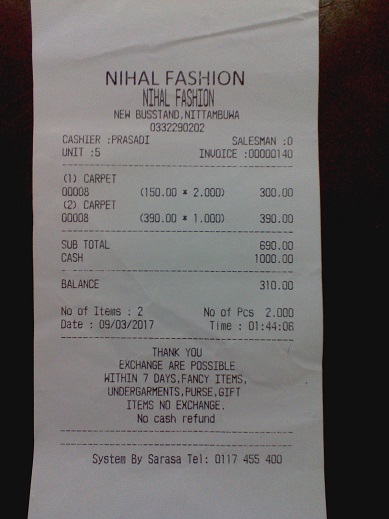 NIHAL FASHION
NIHAL FASHION
NEW BUSSTAND,NITTAMBUWA
0332290202
CASHIER :PRASADI SALESMAN :0
UNIT :5 INVOICE :00000140
(1) CARPET
00008 (150.00 * 2.000) 300.00
(2) CARPET
00008 (390.00 * 1.000) 390.00
SUB TOTAL 690.00
CASH 1000.00
BALANCE 310.00
No of Items : 2 No of Pcs 2.000
Date : 09/03/2017 Time : 01:44:06
THANK YOU
EXCHANGE ARE POSSIBLE
WITHIN 7 DAYS,FANCY ITEMS,
UNDERGARMENTS,PURSE,GIFT
ITEMS NO EXCHANGE.
No cash refund
System By Sarasa Tel: 0117 455 400